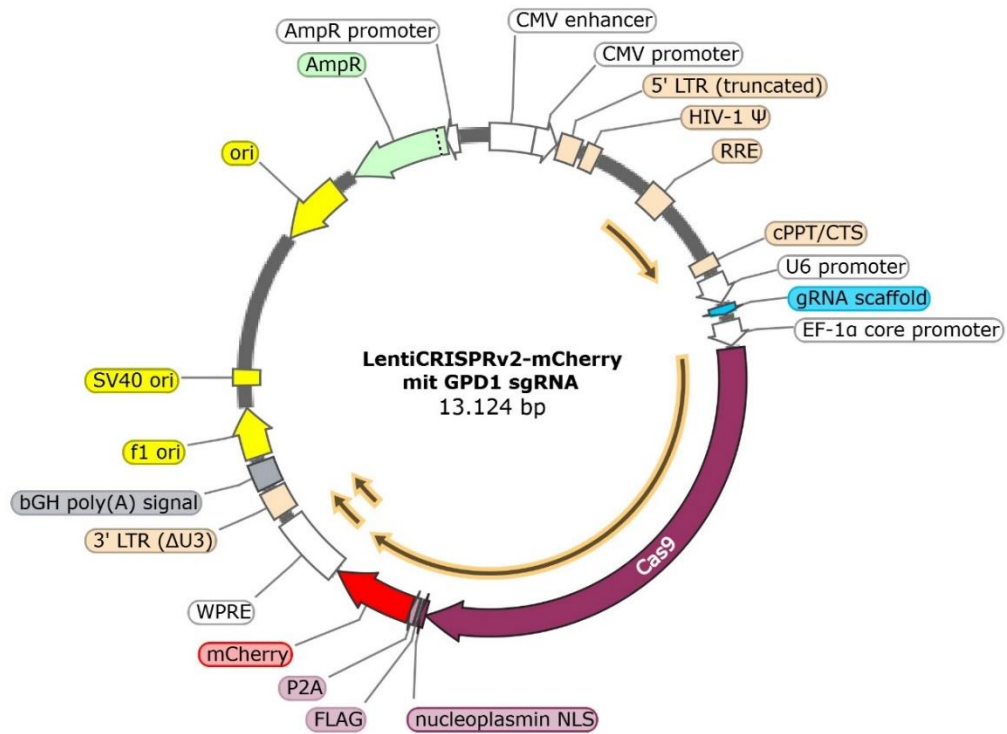 AmpR promoter
CMV enhancer
CMV promoter
AmpR
5' LTR (truncated)
HIV-1 Ψ
RRE
ori
cPPT/CTS
U6 promoter
gRNA scaffold
EF-1α core promoter
LentiCRISPRv2-mCherry
mit GPD1 sgRNA
13.124 bp
SV40 ori
f1 ori
bGH poly(A) signal
3' LTR (ΔU3)
Cas9
WPRE
mCherry
P2A
FLAG
nucleoplasmin NLS